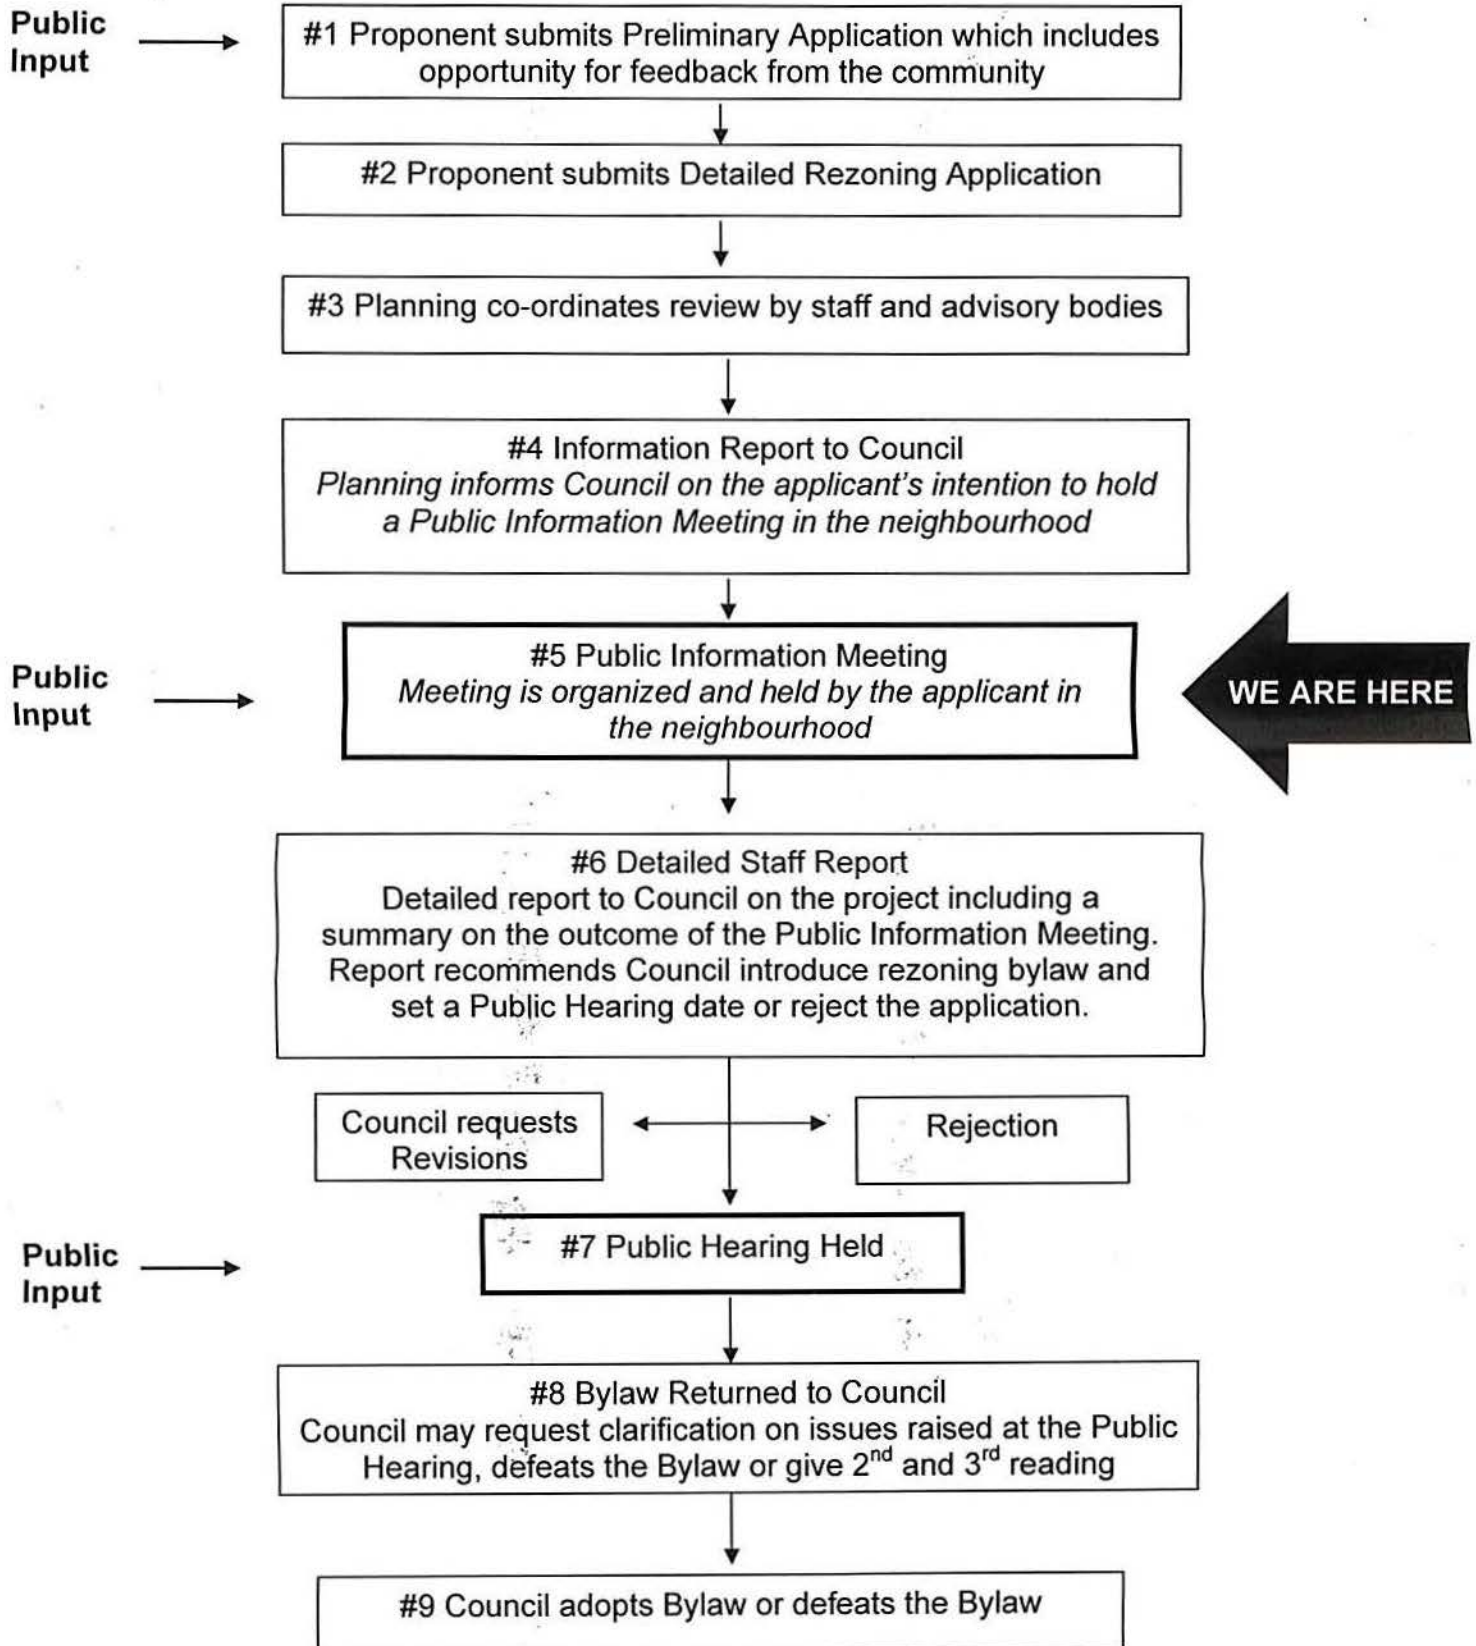 Public
Input
#1 Proponent submits Preliminary Application which includes
opportunity for feedback from the community
#2 Proponent submits Detailed Rezoning Application
#3 Planning co-ordinates review by staff and advisory bodies
#4 Information Report to Council
Planning informs Council on the applicant's intention to hold
a Public Information Meeting in the neighbourhood
Public
Input
#5 Public Information Meeting
Meeting is organized and held by the applicant in
the neighbourhood
WE ARE HERE
#6 Detailed Staff Report
Detailed report to Council on the project including a
summary on the outcome of the Public Information Meeting.
Report recommends Council introduce rezoning bylaw and
set a Public Hearing date or reject the application.
Council requests
Revisions
Rejection
Public
Input
#7 Public Hearing Held
#8 Bylaw Returned to Council
Council may request clarification on issues raised at the Public
Hearing, defeats the Bylaw or give 2nd and 3rd reading
#9 Council adopts Bylaw or defeats the Bylaw